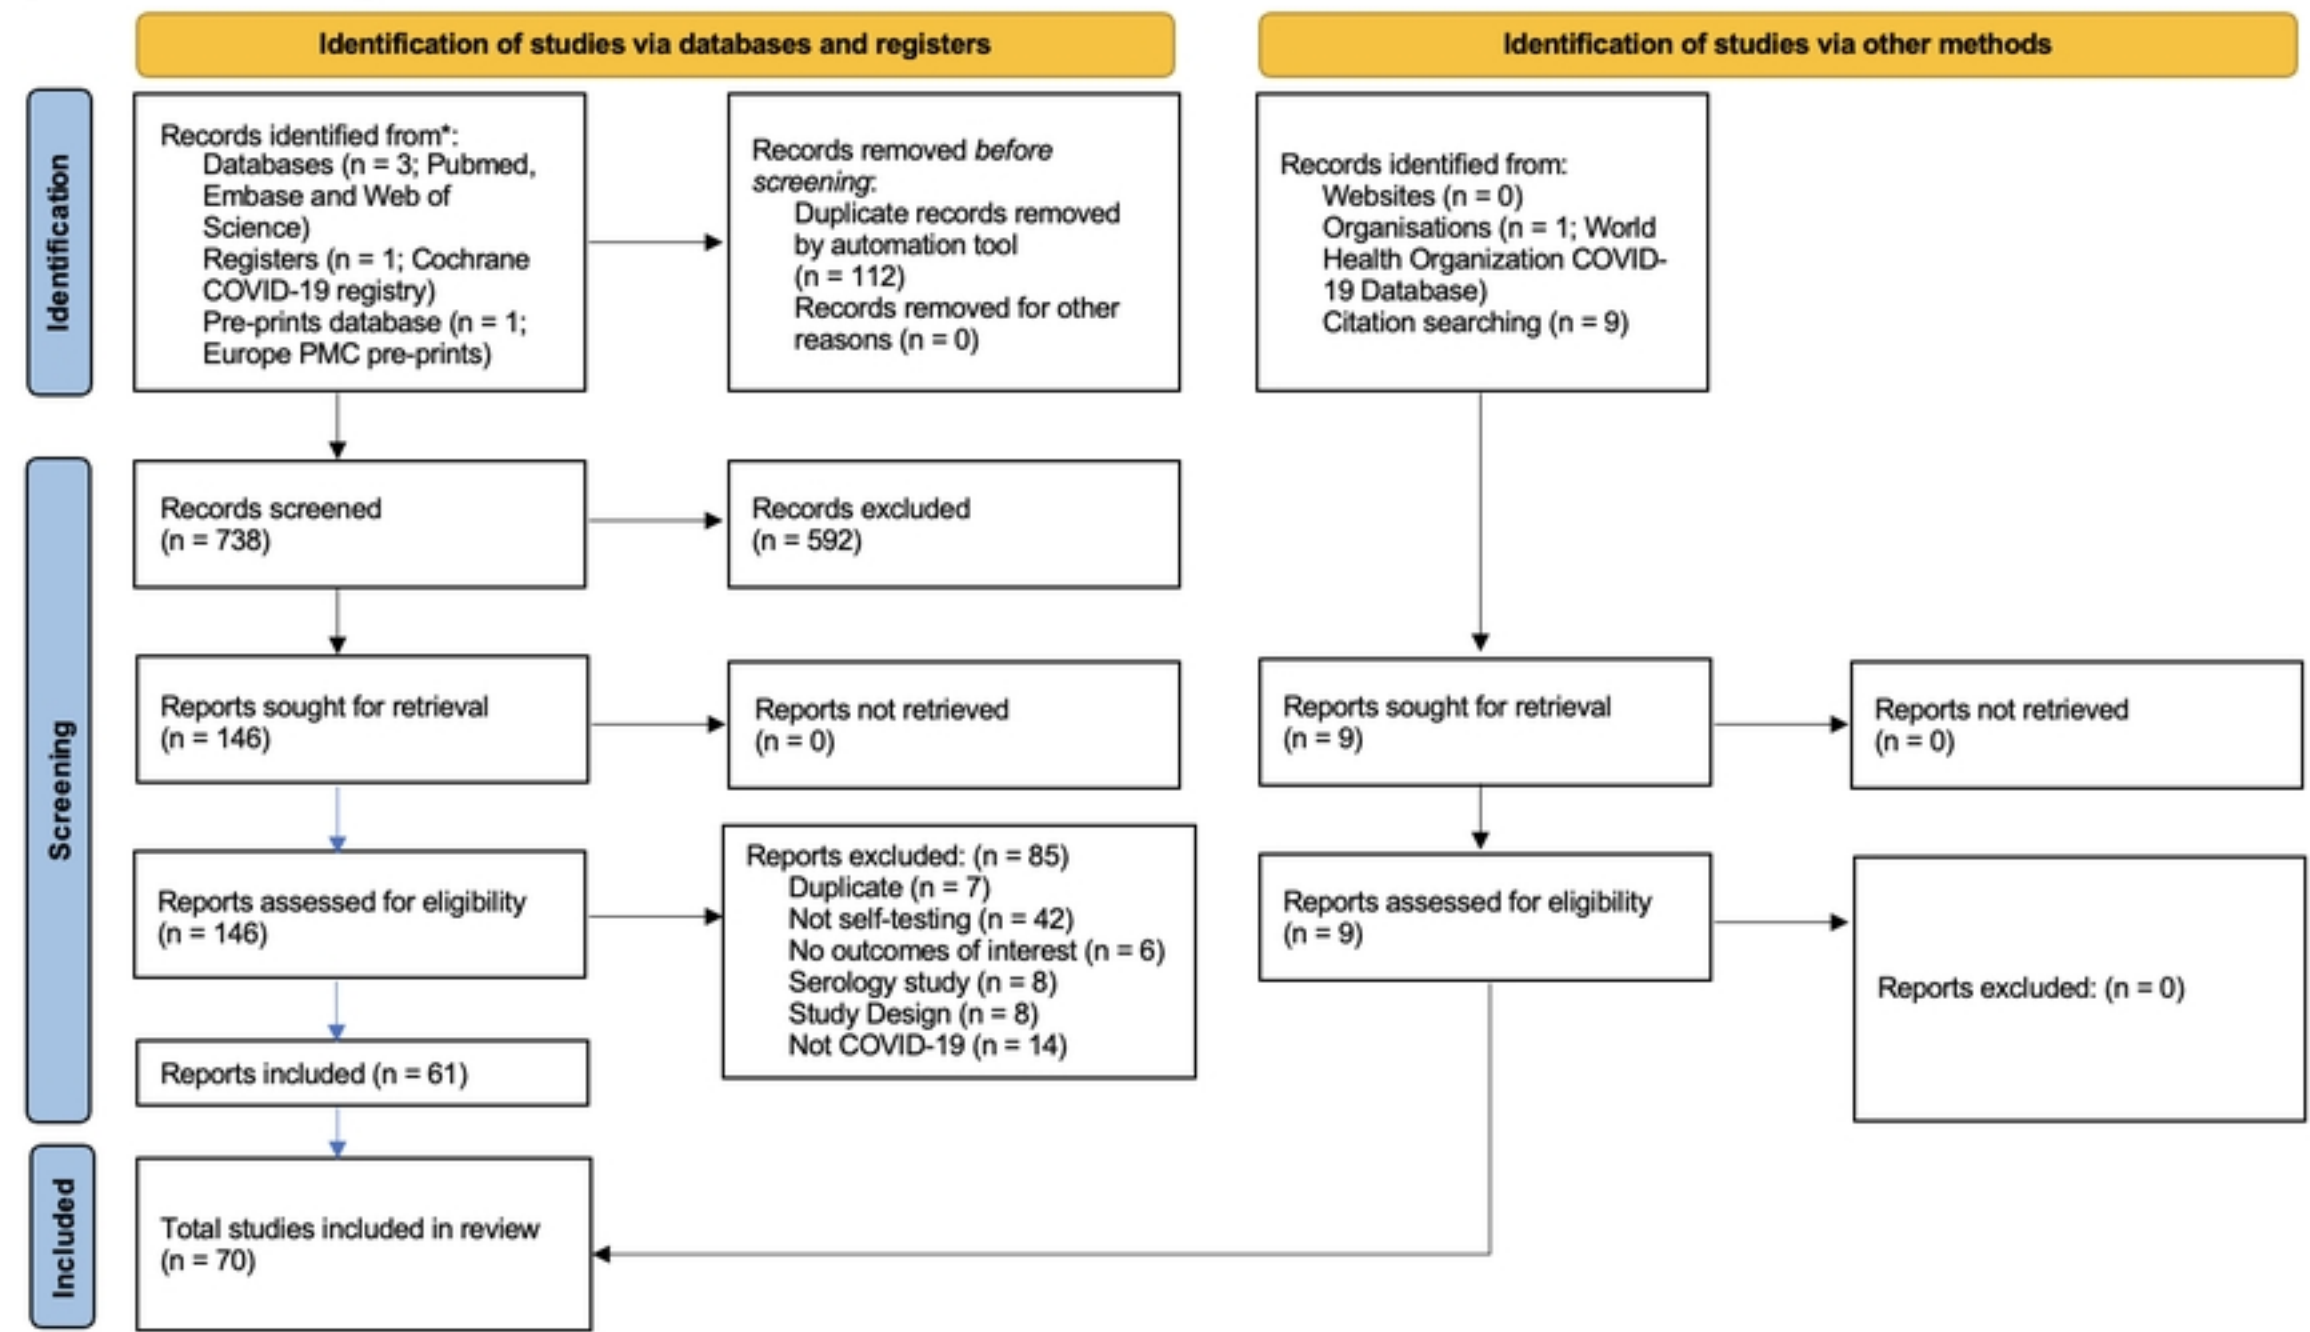 Identification of studies via databases and registers
Identification of studies via other methods
Identification
Records identified from*:
Databases (n = 3; Pubmed,
Embase and Web of
Science)
Registers (n = 1; Cochrane
COVID-19 registry)
Pre-prints database (n = 1;
Europe PMC pre-prints)
Records removed before
screening:
Duplicate records removed
by automation tool
(n = 112)
Records removed for other
reasons (n = 0)
Records identified from:
Websites (n = 0)
Organisations (n = 1; World
Health Organization COVID-
19 Database)
Citation searching (n = 9)
Screening
Records screened
(n = 738)
Records excluded
(n = 592)
Reports sought for retrieval
(n = 146)
Reports not retrieved
(n = 0)
Reports sought for retrieval
(n = 9)
Reports not retrieved
(n = 0)
Reports assessed for eligibility
(n = 146)
Reports excluded: (n = 85)
Duplicate (n = 7)
Not self-testing (n = 42)
No outcomes of interest (n = 6)
Serology study (n = 8)
Study Design (n = 8)
Not COVID-19 (n = 14)
Reports assessed for eligibility
(n = 9)
Reports excluded: (n = 0)
Reports included (n = 61)
Included
Total studies included in review
(n = 70)